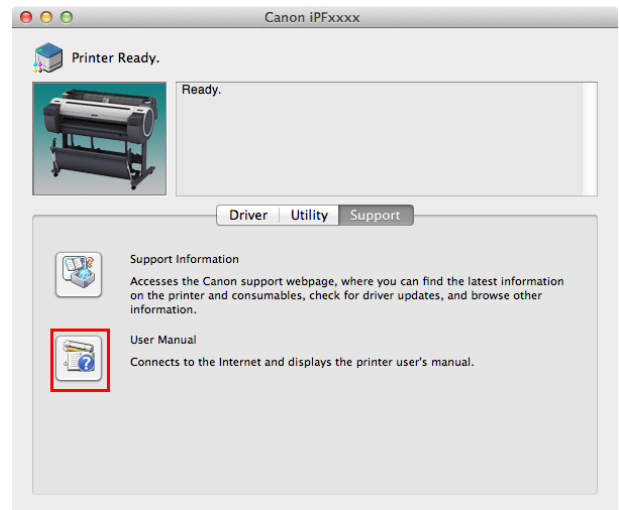 Canon iPFxxxx
Printer Ready.
Ready.
Driver Utility Support
Support Information
Accesses the Canon support webpage, where you can find the latest information
on the printer and consumables, check for driver updates, and browse other
information.
User Manual
Connects to the Internet and displays the printer user's manual.